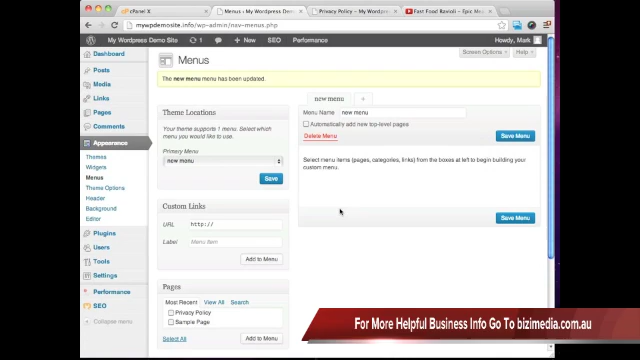 cPanel X
Menus ‹ My Wordpress Demo S...
Privacy Policy – My Wordpres...
Fast Food Ravioli – Epic Mea...
mywpdemosite.info/wp-admin/nav-menus.php
My Wordpress Demo Site
1
+ New
SEO
Performance
Howdy, Mark
Screen Options
Help
Dashboard
Posts
Media
Links
Pages
Comments
Appearance
Themes
Widgets
Menus
Theme Options
Header
Background
Editor
Plugins
Users
Tools
Settings
Performance
SEO
Collapse menu
Menus
The new menu menu has been updated.
Theme Locations
Your theme supports 1 menu. Select
which menu you would like to use.
Primary Menu
new menu
Save
Custom Links
URL http://
Label Menu Item
Add to Menu
Pages
Most Recent View All Search
Privacy Policy
Sample Page
Select All
Add to Menu
new menu +
Menu Name new menu
Automatically add new top-level pages
Delete Menu
Save Menu
Select menu items (pages, categories, links) from the boxes at left to begin building your
custom menu.
Save Menu
For More Helpful Business Info Go To bizimedia.com.au